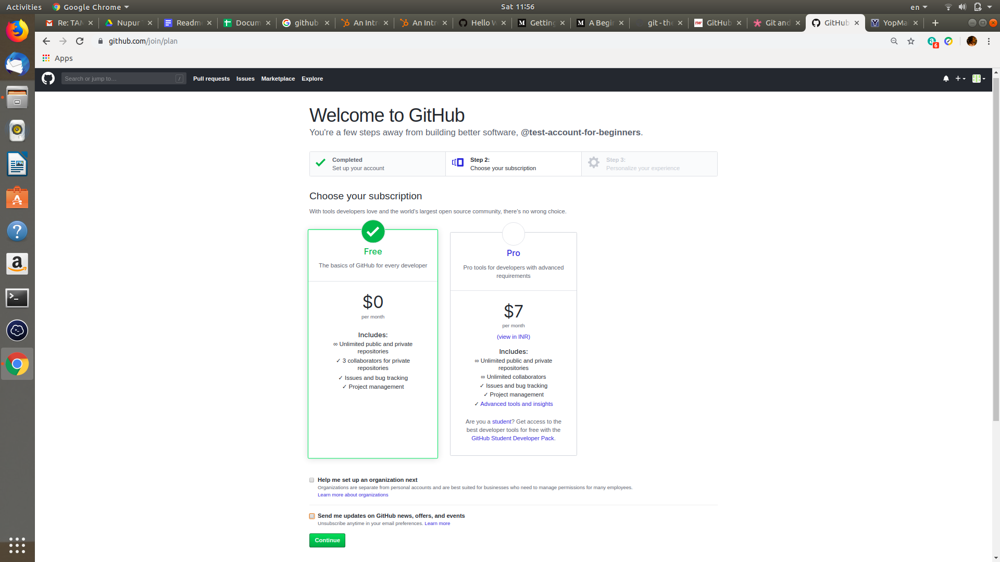 Activities Google Chrome Sat 11:56 en
Re: TAM Nupur Readme Docum github An Intr An Intr Hello W Getting A Begi git - the GitHub Git and GitHub YopMa
github.com/join/plan 6
Apps
Search or jump to… / Pull requests Issues Marketplace Explore
Welcome to GitHub
You're a few steps away from building better software, @test-account-for-beginners.
Completed
Set up your account
Step 2:
Choose your subscription
Step 3:
Personalize your experience
Choose your subscription
With tools developers love and the world's largest open source community, there's no wrong choice.
Free
The basics of GitHub for every developer
$0
per month
Includes:
∞ Unlimited public and private
repositories
✓ 3 collaborators for private
repositories
✓ Issues and bug tracking
✓ Project management
Pro
Pro tools for developers with advanced
requirements
$7
per month
(view in INR)
Includes:
∞ Unlimited public and private
repositories
∞ Unlimited collaborators
✓ Issues and bug tracking
✓ Project management
✓ Advanced tools and insights
Are you a student? Get access to the
best developer tools for free with the
GitHub Student Developer Pack.
Help me set up an organization next
Organizations are separate from personal accounts and are best suited for businesses who need to manage permissions for many employees.
Learn more about organizations
Send me updates on GitHub news, offers, and events
Unsubscribe anytime in your email preferences. Learn more
Continue